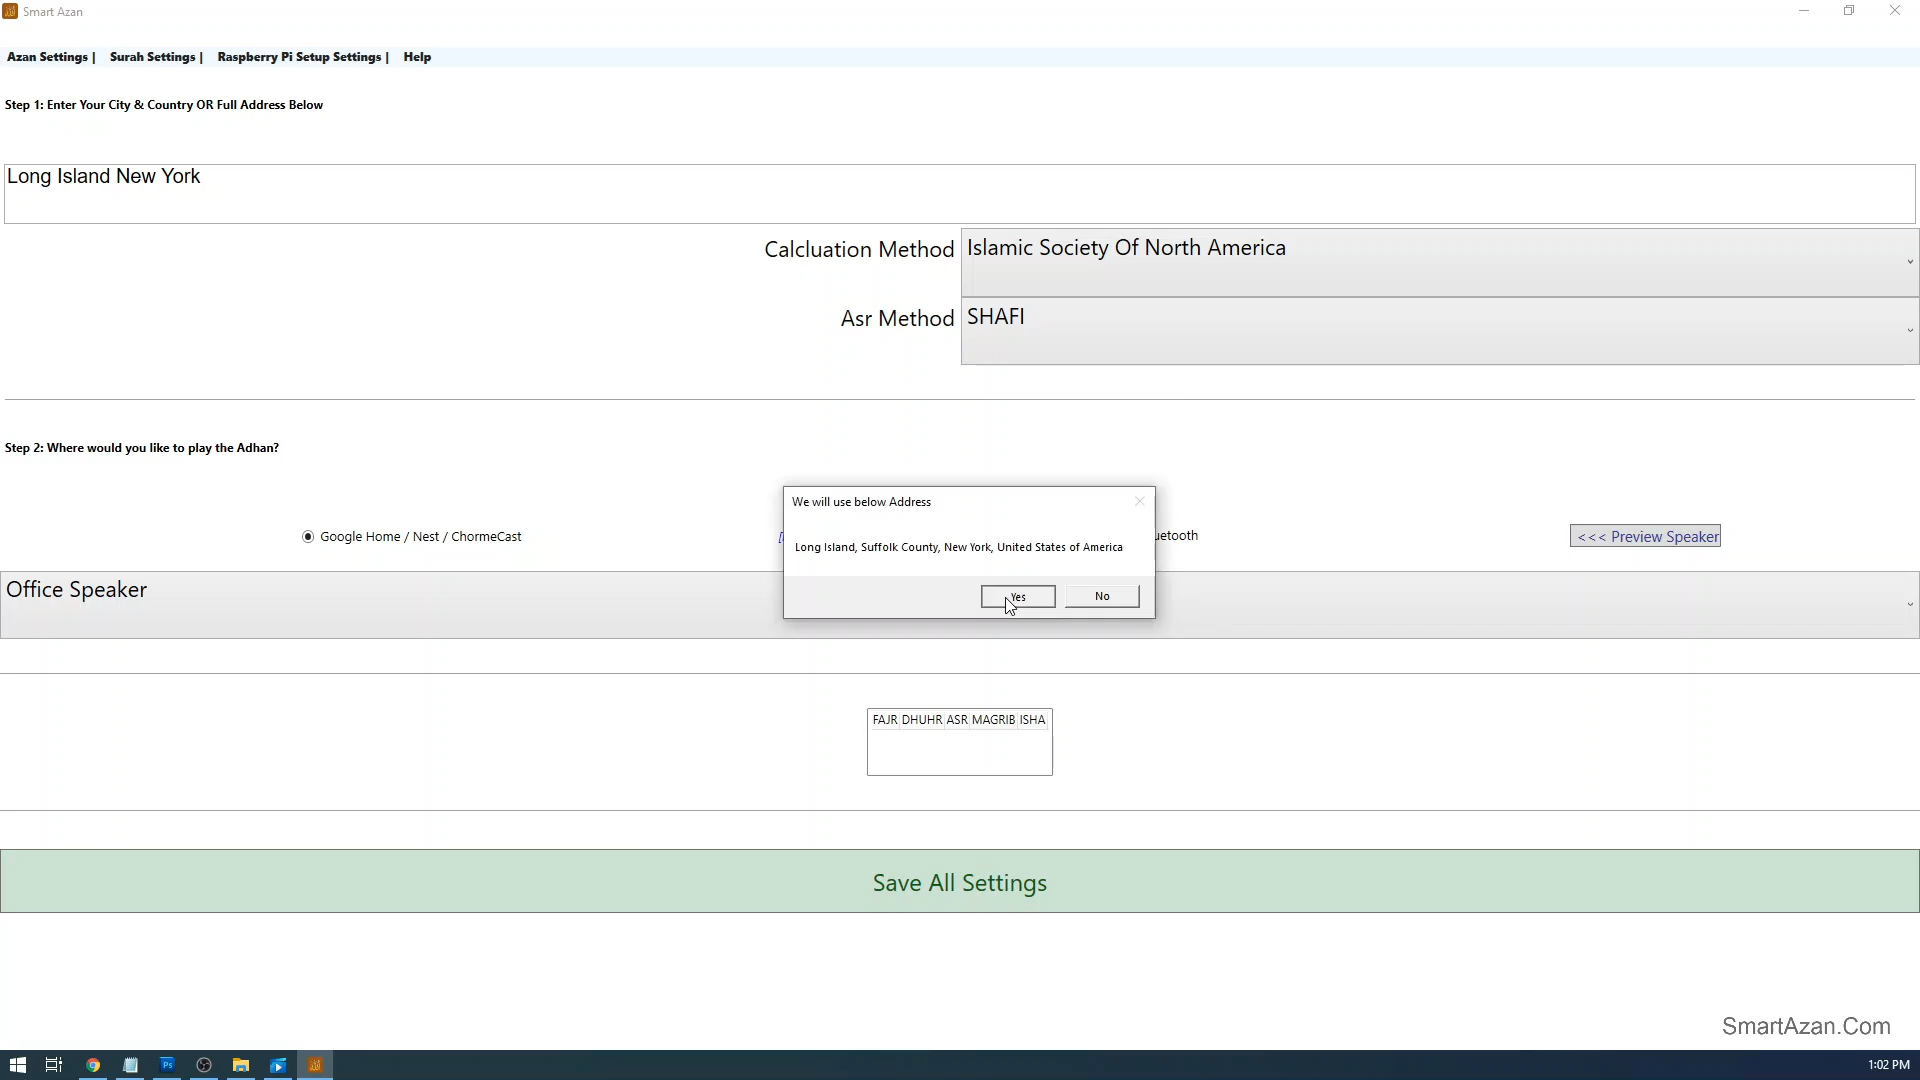 Smart Azan
Azan Settings |
Surah Settings |
Raspberry Pi Setup Settings |
Help
Step 1: Enter Your City & Country OR Full Address Below
Long Island New York
Calcluation Method
Islamic Society Of North America
Asr Method
SHAFI
Step 2: Where would you like to play the Adhan?
We will use below Address
Long Island, Suffolk County, New York, United States of America
Yes
No
Google Home / Nest / ChormeCast
uetooth
<<< Preview Speaker
Office Speaker
FAJR DHUHR ASR MAGRIB ISHA
Save All Settings
SmartAzan.Com
Ps
1:02 PM